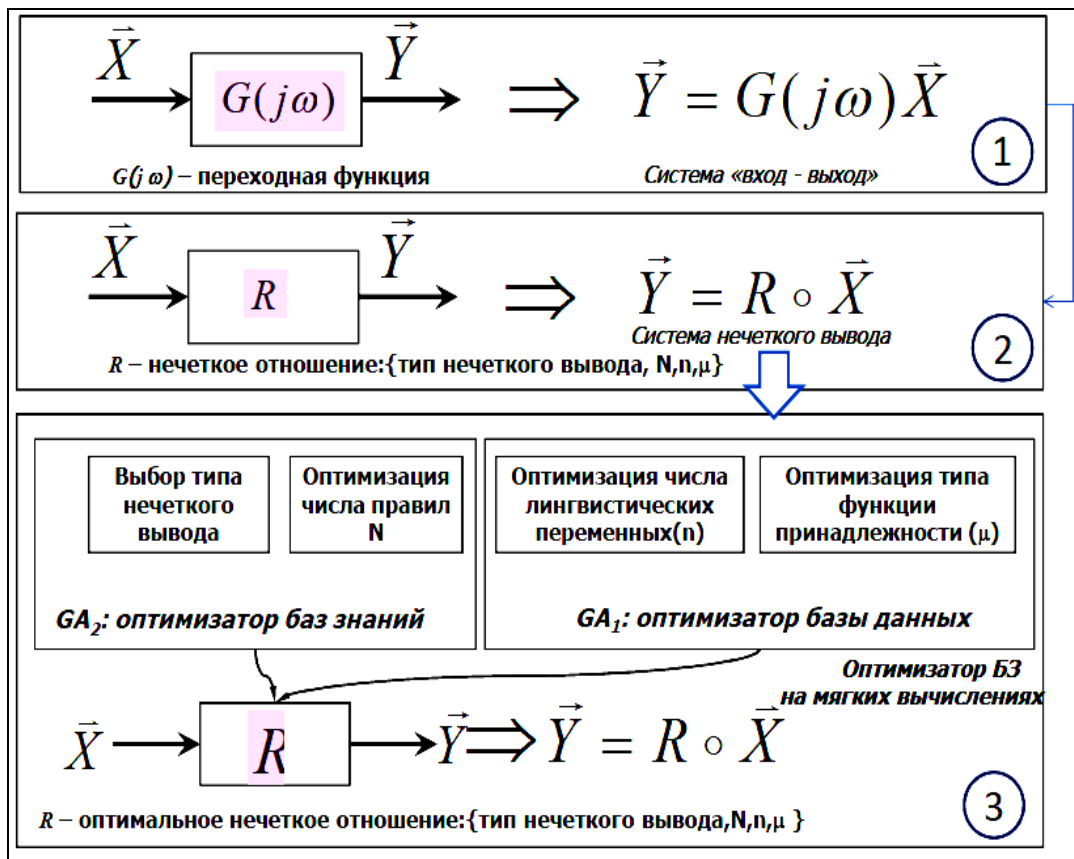 X⃗ G(jω) Y⃗ ⇒ Y⃗ = G(jω)X⃗
G(j ω) – переходная функция
Система «вход - выход»
1
X⃗ R Y⃗ ⇒ Y⃗ = R ∘ X⃗
Система нечеткого вывода
R – нечеткое отношение:{тип нечеткого вывода, N,n,μ}
2
Выбор типа
нечеткого
вывода
Оптимизация
числа правил
N
GA₂: оптимизатор баз знаний
Оптимизация числа
лингвистических
переменных(n)
Оптимизация типа
функции
принадлежности (μ)
GA₁: оптимизатор базы данных
Оптимизатор БЗ
на мягких вычислениях
X⃗ R Y⃗ ⇒ Y⃗ = R ∘ X⃗
R – оптимальное нечеткое отношение:{тип нечеткого вывода,N,n,μ }
3